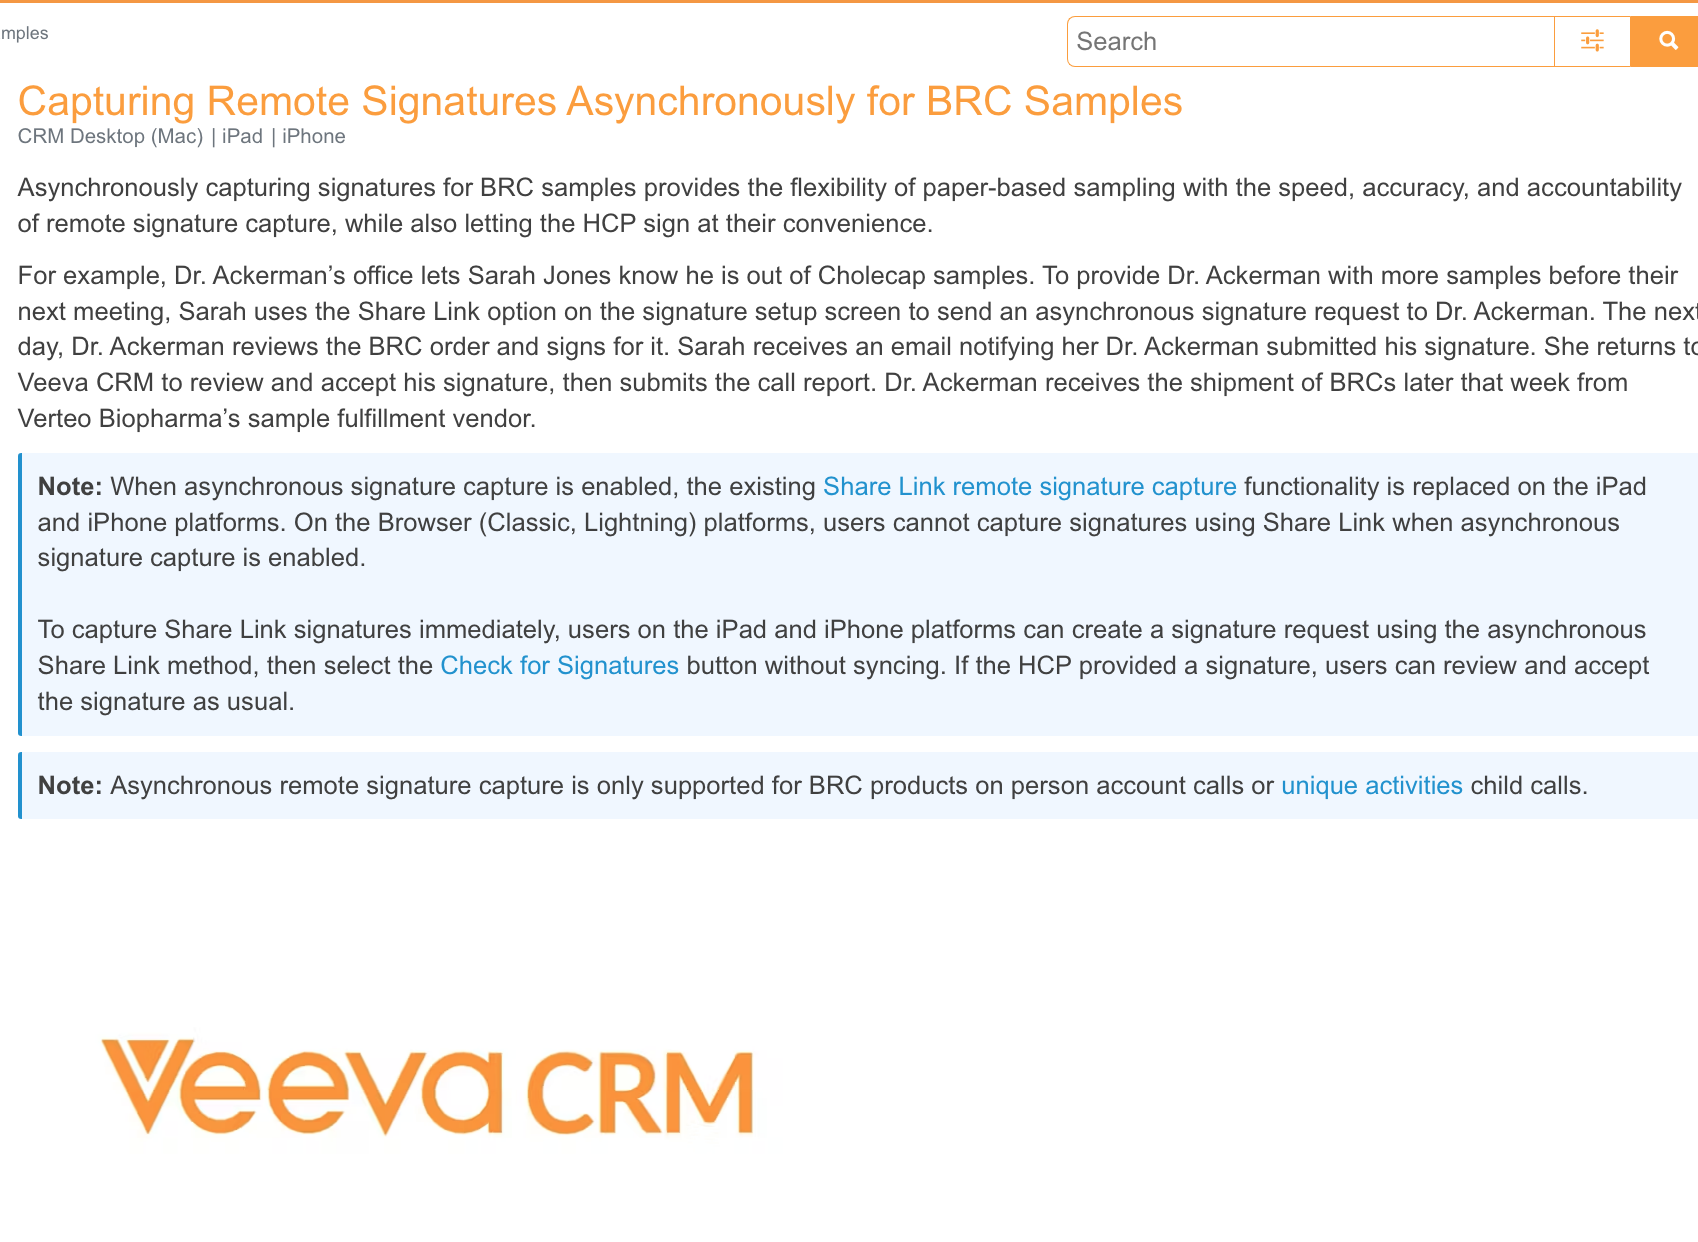 mples
Search
Capturing Remote Signatures Asynchronously for BRC Samples
CRM Desktop (Mac) | iPad | iPhone
Asynchronously capturing signatures for BRC samples provides the flexibility of paper-based sampling with the speed, accuracy, and accountability
of remote signature capture, while also letting the HCP sign at their convenience.
For example, Dr. Ackerman’s office lets Sarah Jones know he is out of Cholecap samples. To provide Dr. Ackerman with more samples before their
next meeting, Sarah uses the Share Link option on the signature setup screen to send an asynchronous signature request to Dr. Ackerman. The next
day, Dr. Ackerman reviews the BRC order and signs for it. Sarah receives an email notifying her Dr. Ackerman submitted his signature. She returns to
Veeva CRM to review and accept his signature, then submits the call report. Dr. Ackerman receives the shipment of BRCs later that week from
Verteo Biopharma’s sample fulfillment vendor.
Note: When asynchronous signature capture is enabled, the existing Share Link remote signature capture functionality is replaced on the iPad
and iPhone platforms. On the Browser (Classic, Lightning) platforms, users cannot capture signatures using Share Link when asynchronous
signature capture is enabled.
To capture Share Link signatures immediately, users on the iPad and iPhone platforms can create a signature request using the asynchronous
Share Link method, then select the Check for Signatures button without syncing. If the HCP provided a signature, users can review and accept
the signature as usual.
Note: Asynchronous remote signature capture is only supported for BRC products on person account calls or unique activities child calls.
Veeva CRM